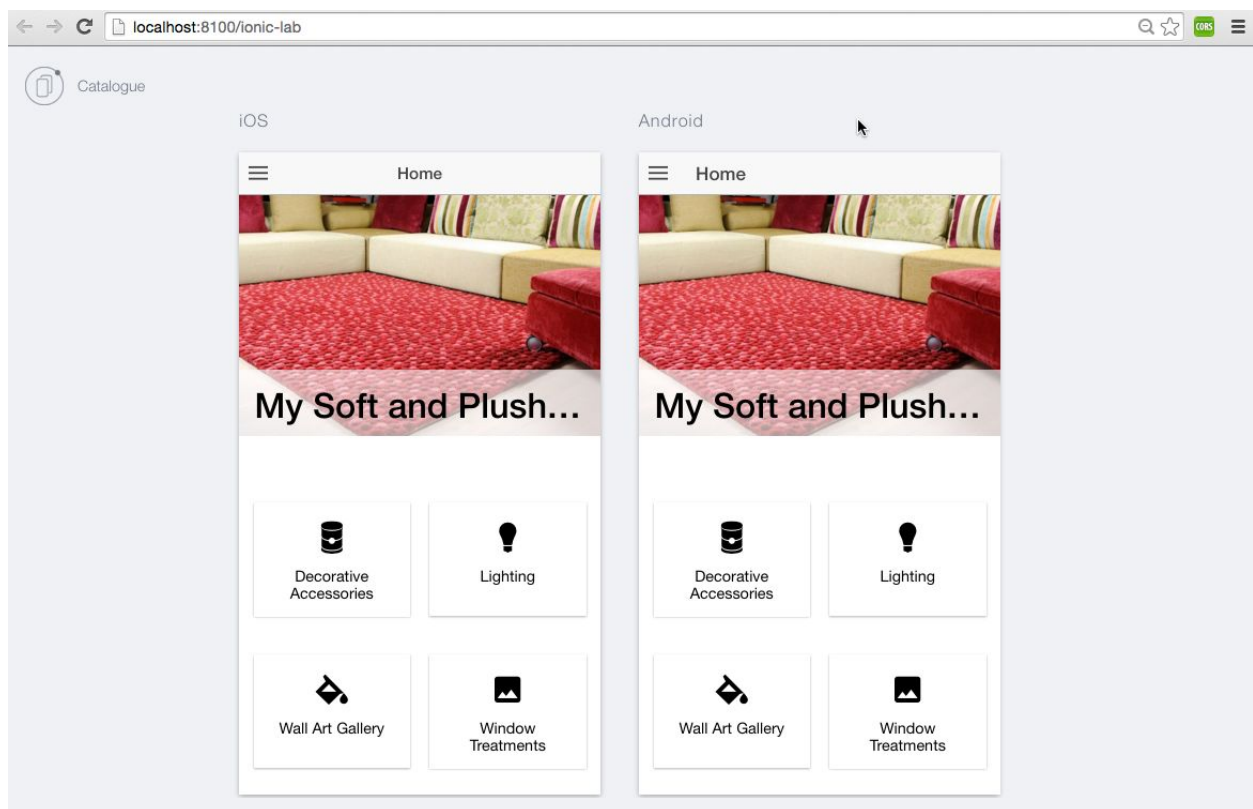 localhost:8100/ionic-lab
CORS
Catalogue
iOS
Home
My Soft and Plush...
Decorative
Accessories
Lighting
Wall Art Gallery
Window
Treatments
Android
Home
My Soft and Plush...
Decorative
Accessories
Lighting
Wall Art Gallery
Window
Treatments